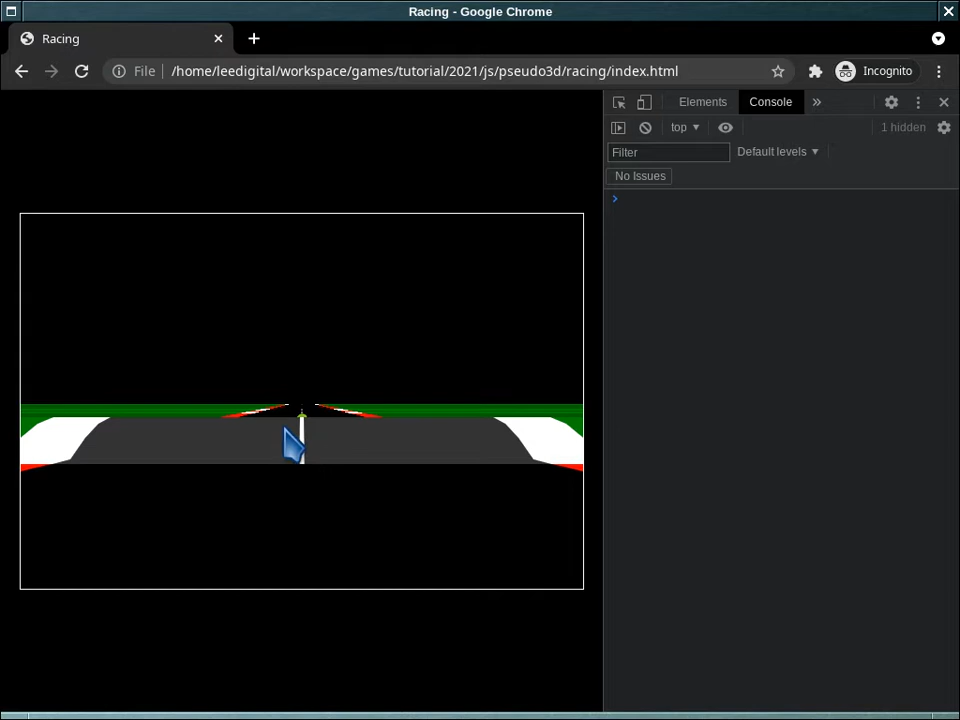 Racing - Google Chrome
Racing
File /home/leedigital/workspace/games/tutorial/2021/js/pseudo3d/racing/index.html Incognito
Elements Console »
top 1 hidden
Filter Default levels
No Issues